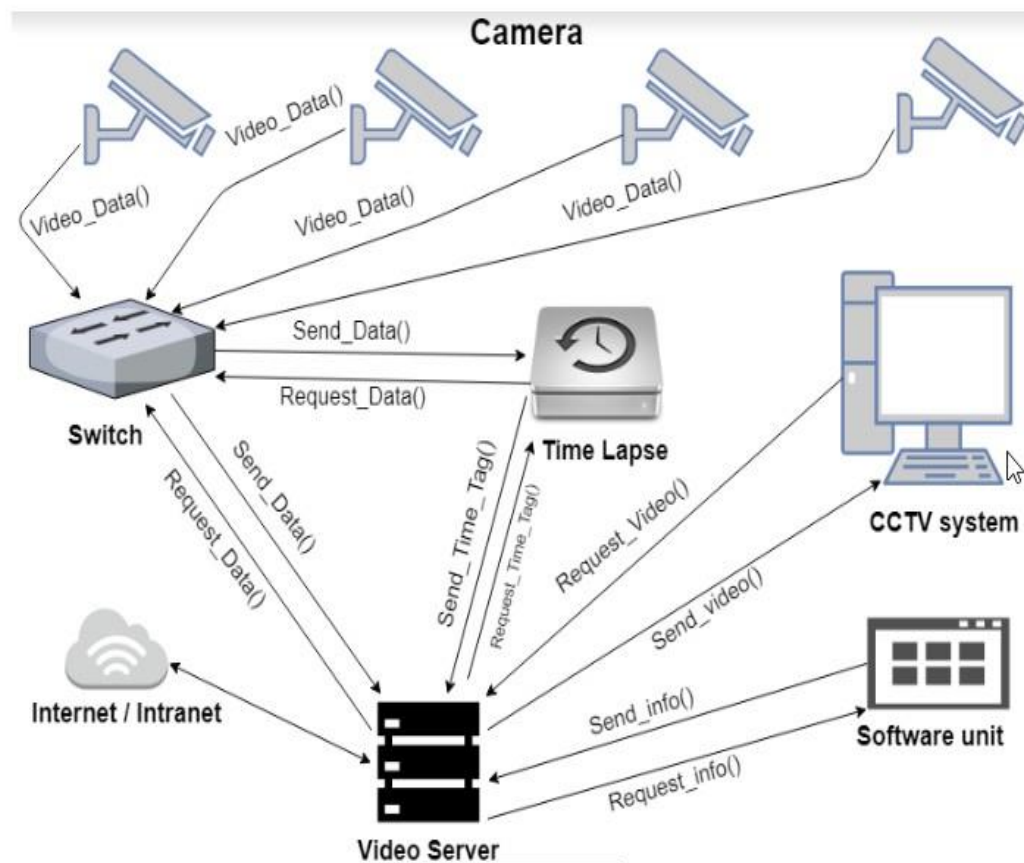 Camera
Video_Data()
Video_Data()
Video_Data()
Video_Data()
Send_Data()
Request_Data()
Switch
Time Lapse
Send_Data()
Request_Data()
Send_Time_Tag()
Request_Time_Tag()
Request_Video()
Send_video()
CCTV system
Internet / Intranet
Send_info()
Request_info()
Software unit
Video Server